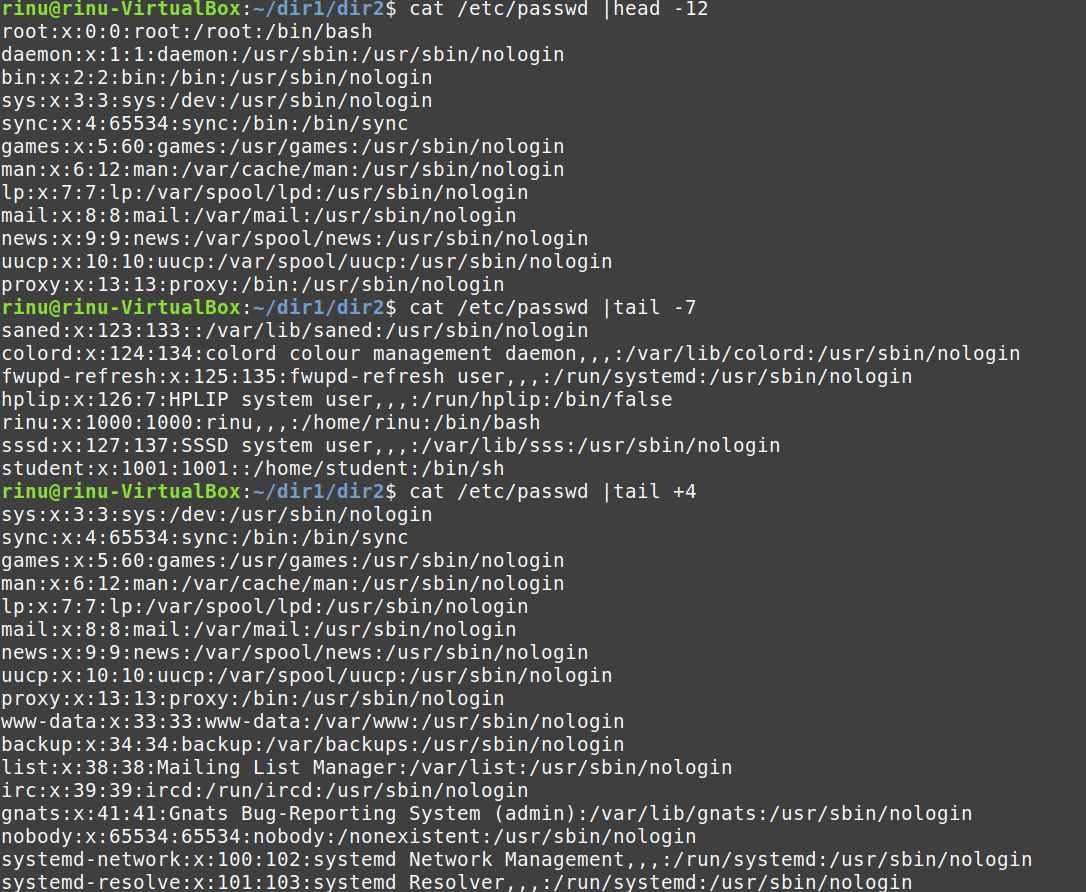 rinu@rinu-VirtualBox:~/dir1/dir2$ cat /etc/passwd |head -12
root:x:0:0:root:/root:/bin/bash
daemon:x:1:1:daemon:/usr/sbin:/usr/sbin/nologin
bin:x:2:2:bin:/bin:/usr/sbin/nologin
sys:x:3:3:sys:/dev:/usr/sbin/nologin
sync:x:4:65534:sync:/bin:/bin/sync
games:x:5:60:games:/usr/games:/usr/sbin/nologin
man:x:6:12:man:/var/cache/man:/usr/sbin/nologin
lp:x:7:7:lp:/var/spool/lpd:/usr/sbin/nologin
mail:x:8:8:mail:/var/mail:/usr/sbin/nologin
news:x:9:9:news:/var/spool/news:/usr/sbin/nologin
uucp:x:10:10:uucp:/var/spool/uucp:/usr/sbin/nologin
proxy:x:13:13:proxy:/bin:/usr/sbin/nologin
rinu@rinu-VirtualBox:~/dir1/dir2$ cat /etc/passwd |tail -7
saned:x:123:133::/var/lib/saned:/usr/sbin/nologin
colord:x:124:134:colord colour management daemon,,,:/var/lib/colord:/usr/sbin/nologin
fwupd-refresh:x:125:135:fwupd-refresh user,,,:/run/systemd:/usr/sbin/nologin
hplip:x:126:7:HPLIP system user,,,:/run/hplip:/bin/false
rinu:x:1000:1000:rinu,,,:/home/rinu:/bin/bash
sssd:x:127:137:SSSD system user,,,:/var/lib/sss:/usr/sbin/nologin
student:x:1001:1001::/home/student:/bin/sh
rinu@rinu-VirtualBox:~/dir1/dir2$ cat /etc/passwd |tail +4
sys:x:3:3:sys:/dev:/usr/sbin/nologin
sync:x:4:65534:sync:/bin:/bin/sync
games:x:5:60:games:/usr/games:/usr/sbin/nologin
man:x:6:12:man:/var/cache/man:/usr/sbin/nologin
lp:x:7:7:lp:/var/spool/lpd:/usr/sbin/nologin
mail:x:8:8:mail:/var/mail:/usr/sbin/nologin
news:x:9:9:news:/var/spool/news:/usr/sbin/nologin
uucp:x:10:10:uucp:/var/spool/uucp:/usr/sbin/nologin
proxy:x:13:13:proxy:/bin:/usr/sbin/nologin
www-data:x:33:33:www-data:/var/www:/usr/sbin/nologin
backup:x:34:34:backup:/var/backups:/usr/sbin/nologin
list:x:38:38:Mailing List Manager:/var/list:/usr/sbin/nologin
irc:x:39:39:ircd:/run/ircd:/usr/sbin/nologin
gnats:x:41:41:Gnats Bug-Reporting System (admin):/var/lib/gnats:/usr/sbin/nologin
nobody:x:65534:65534:nobody:/nonexistent:/usr/sbin/nologin
systemd-network:x:100:102:systemd Network Management,,,:/run/systemd:/usr/sbin/nologin
systemd-resolve:x:101:103:systemd Resolver,,,:/run/systemd:/usr/sbin/nologin